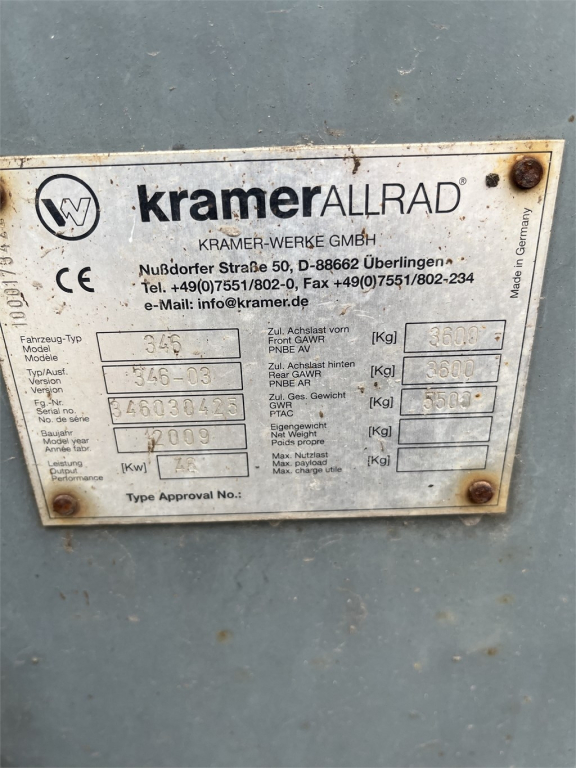 kramerALLRAD®
KRAMER-WERKE GMBH
Nußdorfer Straße 50, D-88662 Überlingen
Tel. +49(0)7551/802-0, Fax +49(0)7551/802-234
e-Mail: info@kramer.de
CE
Made in Germany
Fahrzeug-Typ
Model
Modèle
346
Typ/Ausf.
Version
Version
346-03
Fg.-Nr.
Serial no.
No. de série
Baujahr
Model year
Année fabr.
2009
Leistung
Output
Performance
[Kw]
Zul. Achslast vorn
Front GAWR
PNBE AV
[Kg]
3600
Zul. Achslast hinten
Rear GAWR
PNBE AR
[Kg]
3600
Zul. Ges. Gewicht
GWR
PTAC
[Kg]
5500
Eigengewicht
Net Weight
Poids propre
[Kg]
Max. Nutzlast
Max. payload
Max. charge utile
[Kg]
Type Approval No.: